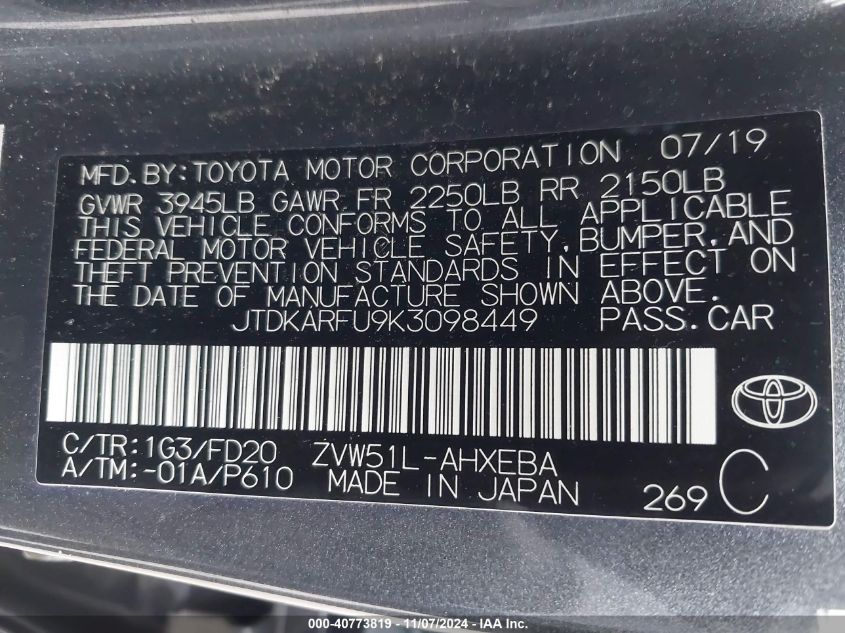 MFD.BY:TOYOTA MOTOR CORPORATION 07/19
GVWR 3945LB GAWR FR 2250LB RR 2150LB
THIS VEHICLE CONFORMS TO ALL APPLICABLE
FEDERAL MOTOR VEHICLE SAFETY,BUMPER,AND
THEFT PREVENTION STANDARDS IN EFFECT ON
THE DATE OF MANUFACTURE SHOWN ABOVE.
JTDKARFU9K3098449 PASS.CAR
C/TR:1G3/FD20 ZVW51L-AHXEBA
A/TM:-01A/P610 MADE IN JAPAN 269 C
000-40773819 - 11/07/2024 - IAA Inc.